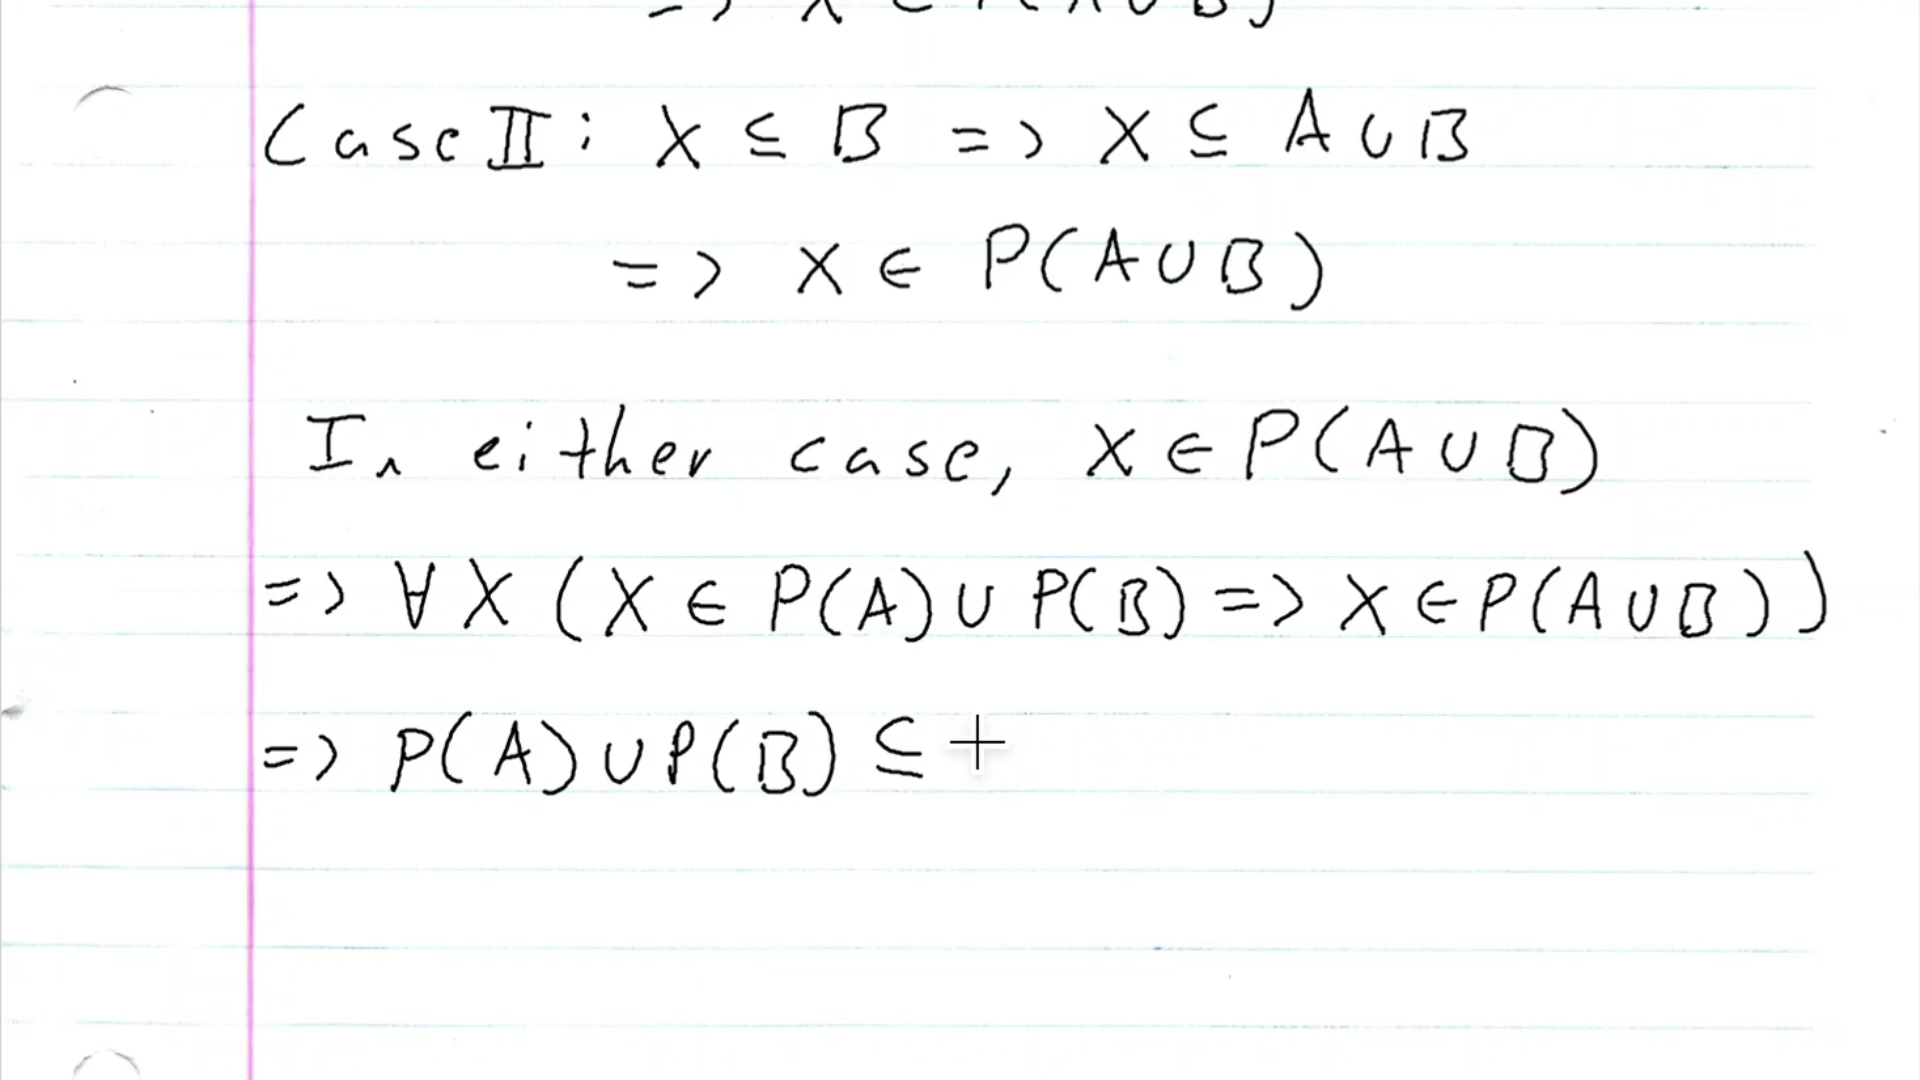 => X ∈ P(A ∪ B)
Case II: X ⊆ B => X ⊆ A ∪ B
=> X ∈ P(A ∪ B)
In either case, X ∈ P(A ∪ B)
=> ∀ X (X ∈ P(A) ∪ P(B) => X ∈ P(A ∪ B))
=> P(A) ∪ P(B) ⊆